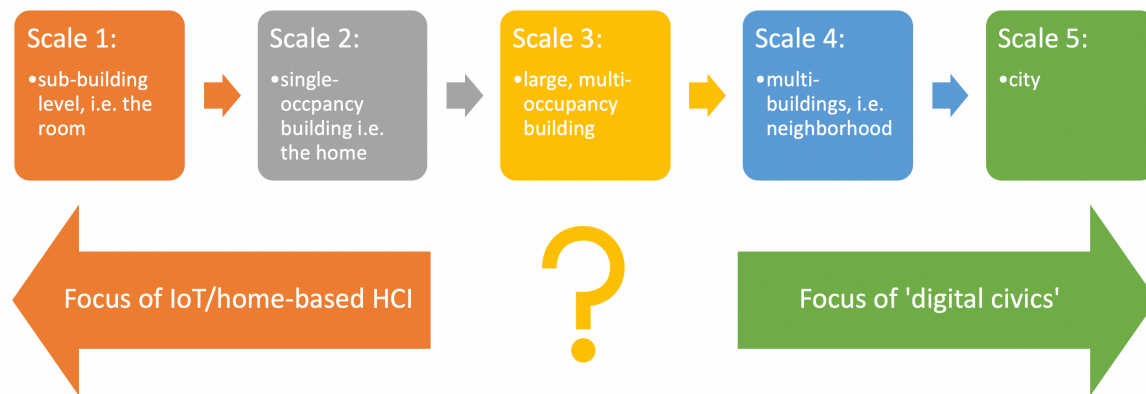 Scale 1:
•sub-building
level, i.e. the
room
Scale 2:
•single-
occpancy
building i.e.
the home
Scale 3:
•large, multi-
occupancy
building
Scale 4:
•multi-
buildings, i.e.
neighborhood
Scale 5:
•city
Focus of IoT/home-based HCI
?
Focus of 'digital civics'